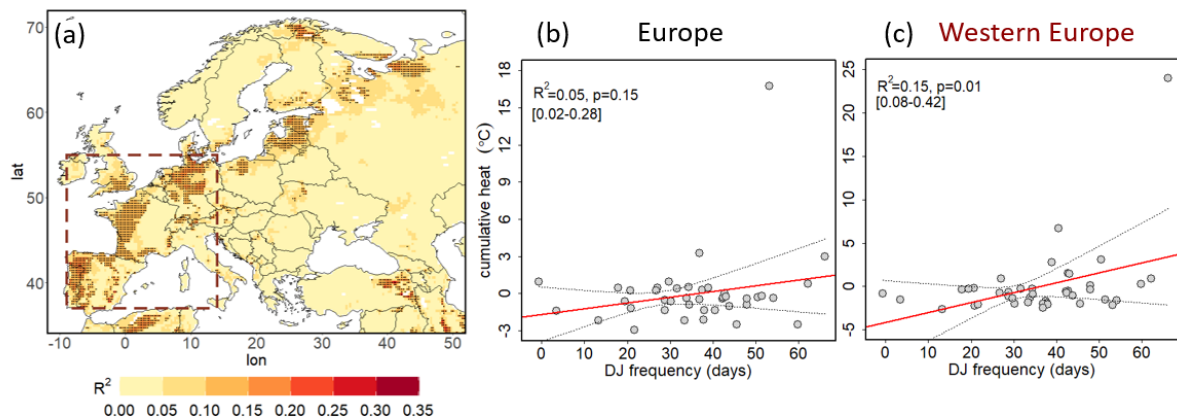 (a)
70
60
50
40
lat
-10 0 10 20 30 40 50
lon
R²
0.00 0.05 0.10 0.15 0.20 0.25 0.30 0.35
(b) Europe
R²=0.05, p=0.15
[0.02-0.28]
18
15
12
9
6
3
0
-3
cumulative heat (°C)
0 10 20 30 40 50 60
DJ frequency (days)
(c) Western Europe
R²=0.15, p=0.01
[0.08-0.42]
25
20
15
10
5
0
-5
0 10 20 30 40 50 60
DJ frequency (days)